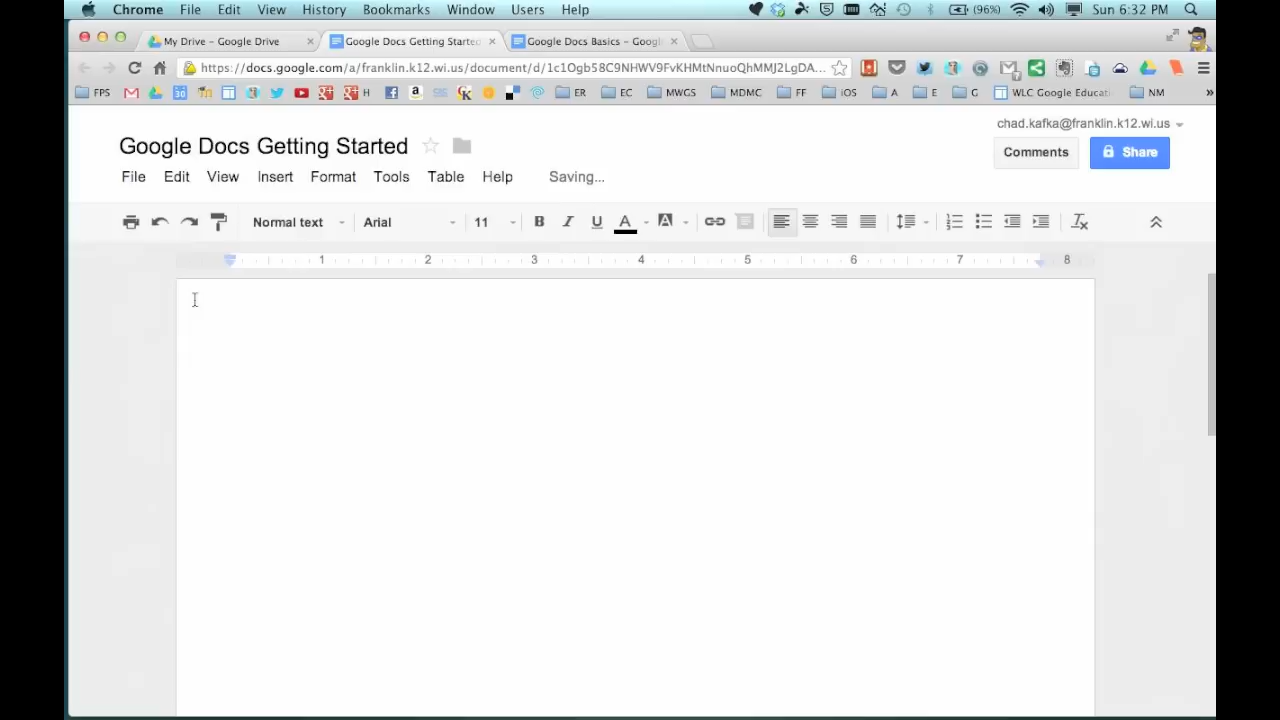 Chrome File Edit View History Bookmarks Window Users Help (96%) Sun 6:32 PM
My Drive – Google Drive Google Docs Getting Started Google Docs Basics – Googl
https://docs.google.com/a/franklin.k12.wi.us/document/d/1c1Ogb58C9NHWV9FvKHMtNnuoQhMMJ2LgDA...
FPS H ER EC MWGS MDMC FF iOS A E G WLC Google Educati NM »
chad.kafka@franklin.k12.wi.us
Google Docs Getting Started Comments Share
File Edit View Insert Format Tools Table Help Saving...
Normal text Arial 11 B I U A A
1 2 3 4 5 6 7 8